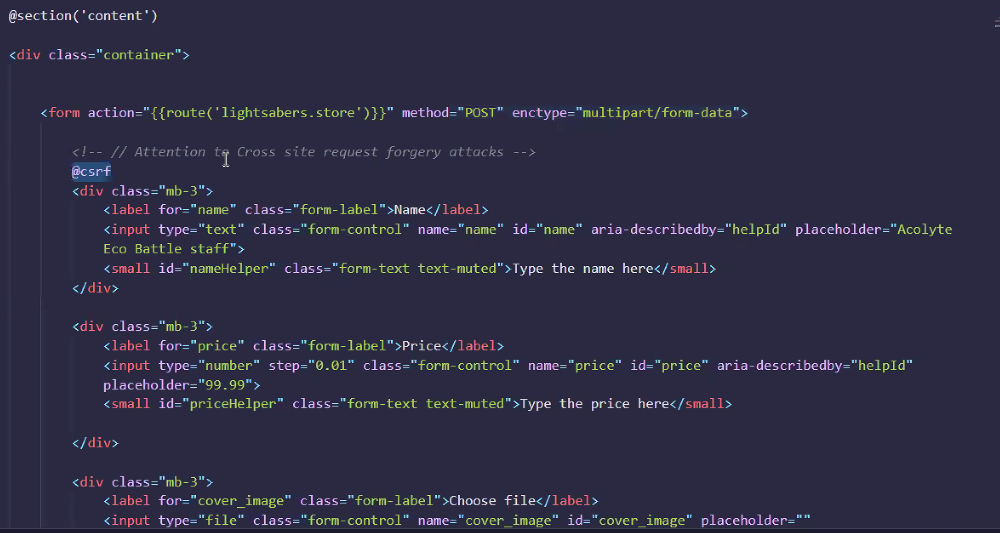 @section('content')
<div class="container">
<form action="{{route('lightsabers.store')}}" method="POST" enctype="multipart/form-data">
<!-- // Attention to Cross site request forgery attacks -->
@csrf
<div class="mb-3">
<label for="name" class="form-label">Name</label>
<input type="text" class="form-control" name="name" id="name" aria-describedby="helpId" placeholder="Acolyte
Eco Battle staff">
<small id="nameHelper" class="form-text text-muted">Type the name here</small>
</div>
<div class="mb-3">
<label for="price" class="form-label">Price</label>
<input type="number" step="0.01" class="form-control" name="price" id="price" aria-describedby="helpId"
placeholder="99.99">
<small id="priceHelper" class="form-text text-muted">Type the price here</small>
</div>
<div class="mb-3">
<label for="cover_image" class="form-label">Choose file</label>
<input type="file" class="form-control" name="cover_image" id="cover_image" placeholder=""